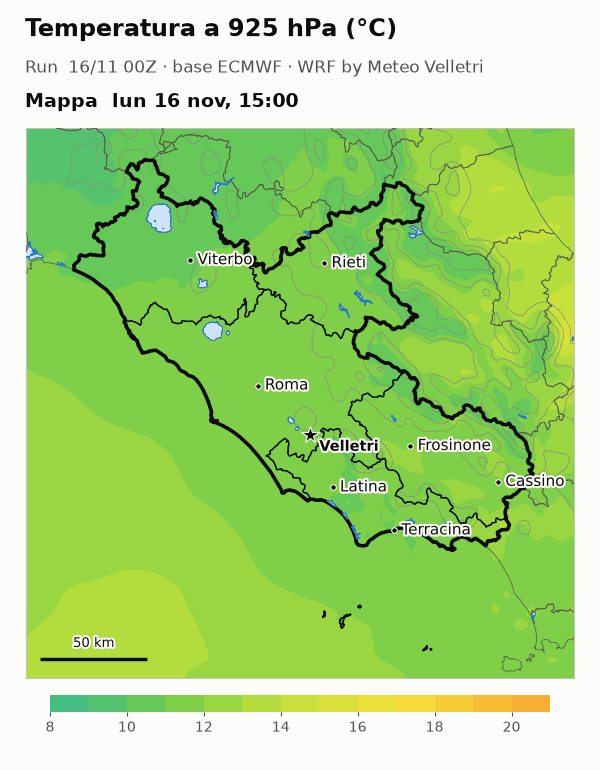 Temperatura a 925 hPa (°C)
Run  16/11 00Z · base ECMWF · WRF by Meteo Velletri
Mappa  lun 16 nov, 15:00
Viterbo
Rieti
Roma
Velletri
Frosinone
Latina
Cassino
Terracina
50 km
8 10 12 14 16 18 20